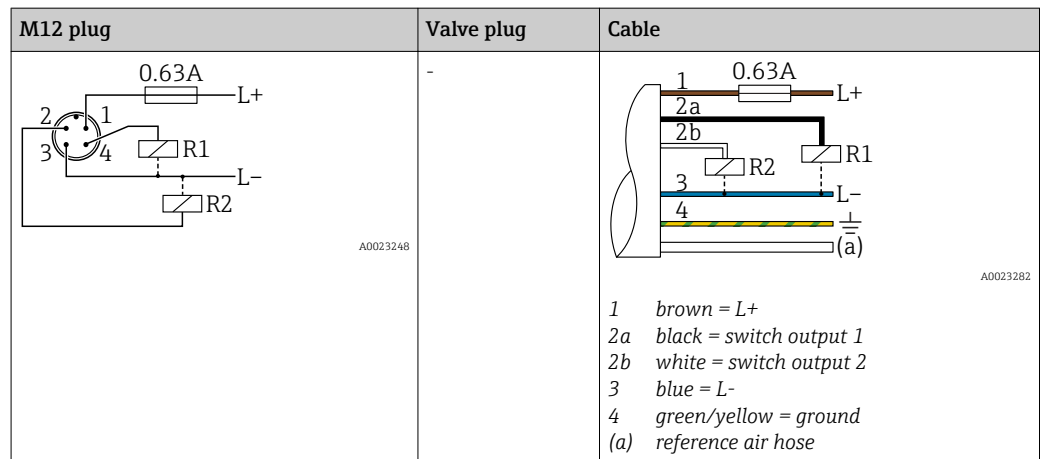 M12 plug
Valve plug
Cable
0.63A
L+
2
1
3
4
R1
L–
R2
A0023248
-
1
0.63A
L+
2a
2b
R1
R2
3
L–
4
(a)
A0023282
1 brown = L+
2a black = switch output 1
2b white = switch output 2
3 blue = L-
4 green/yellow = ground
(a) reference air hose